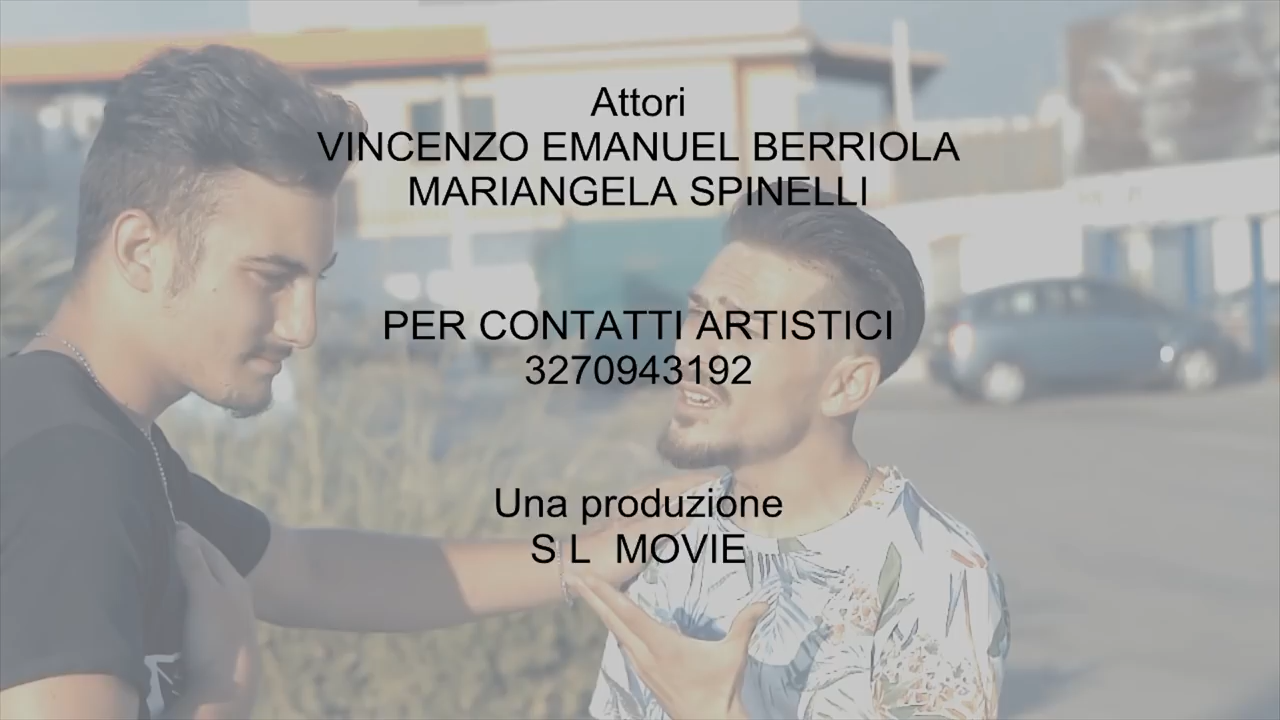 Attori
VINCENZO EMANUEL BERRIOLA
MARIANGELA SPINELLI
PER CONTATTI ARTISTICI
3270943192
Una produzione
S L MOVIE